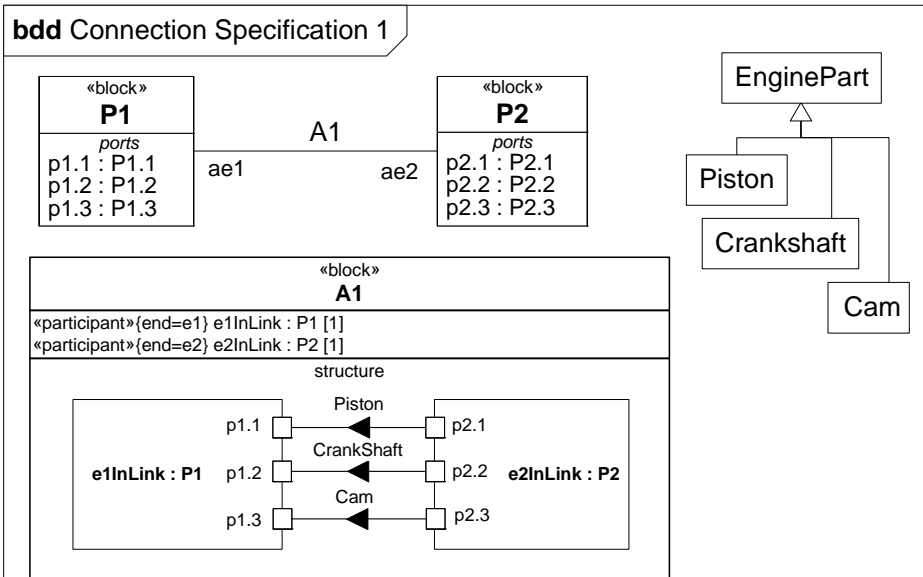 bdd Connection Specification 1
«block»
P1
ports
p1.1 : P1.1
p1.2 : P1.2
p1.3 : P1.3
A1
ae1
ae2
«block»
P2
ports
p2.1 : P2.1
p2.2 : P2.2
p2.3 : P2.3
EnginePart
Piston
Crankshaft
Cam
«block»
A1
«participant»{end=e1} e1InLink : P1 [1]
«participant»{end=e2} e2InLink : P2 [1]
structure
Piston
p1.1
p2.1
CrankShaft
e1InLink : P1
p1.2
p2.2
e2InLink : P2
Cam
p1.3
p2.3